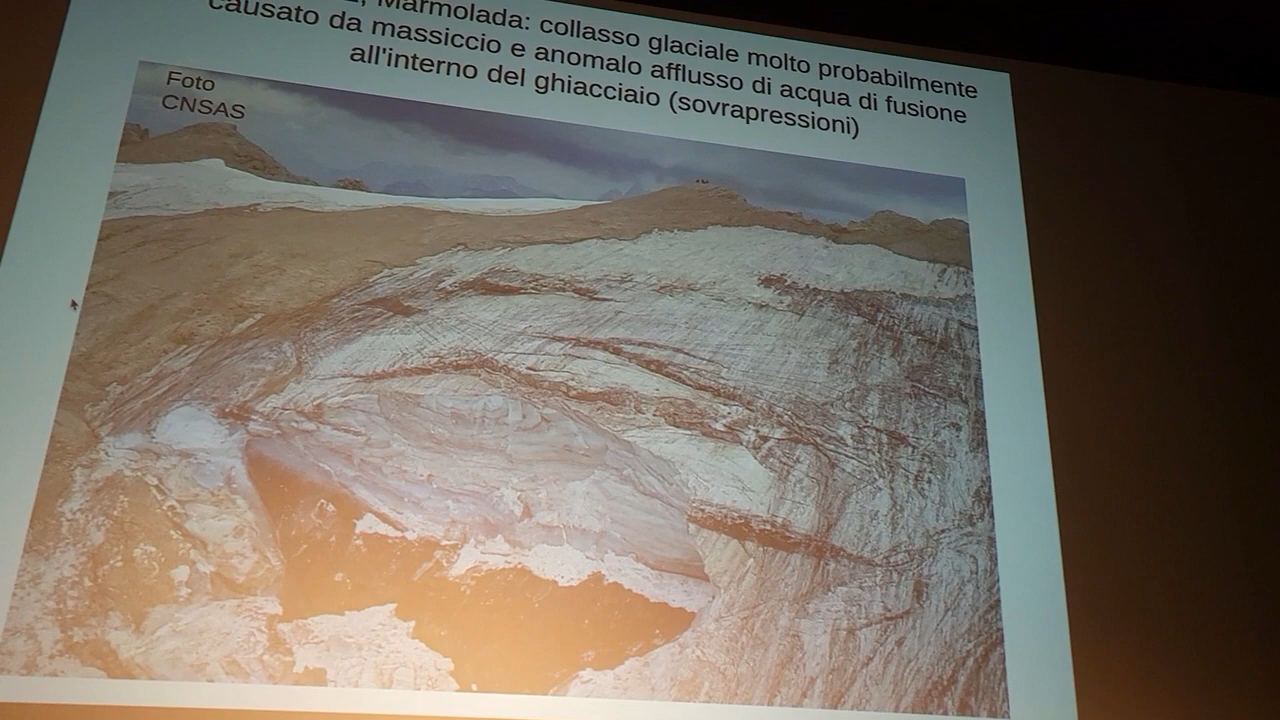 Marmolada: collasso glaciale molto probabilmente
causato da massiccio e anomalo afflusso di acqua di fusione
all'interno del ghiacciaio (sovrapressioni)
Foto
CNSAS